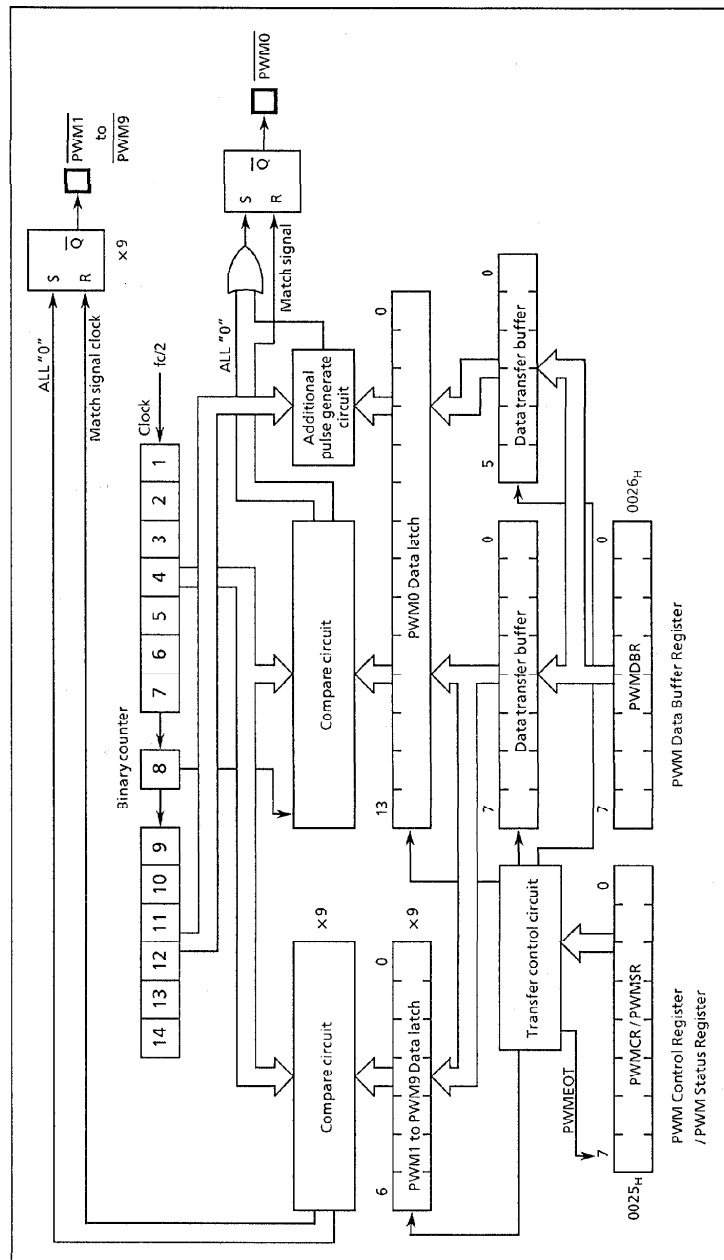 PWM1
to
PWM9
PWM0
S
Q
R
×9
S
Q
R
Match signal
ALL "0"
Match signal clock
ALL "0"
fc/2
Clock
Binary counter
14 13 12 11 10 9 8 7 6 5 4 3 2 1
Compare circuit
×9
Compare circuit
Additional
pulse generate
circuit
6
0
PWM1 to PWM9 Data latch
×9
13
0
PWM0 Data latch
Transfer control circuit
7
0
Data transfer buffer
5
0
Data transfer buffer
PWMEOT
0025H
7
0
PWMCR / PWMSR
PWM Control Register
/ PWM Status Register
7
0
PWMDBR
0026H
PWM Data Buffer Register